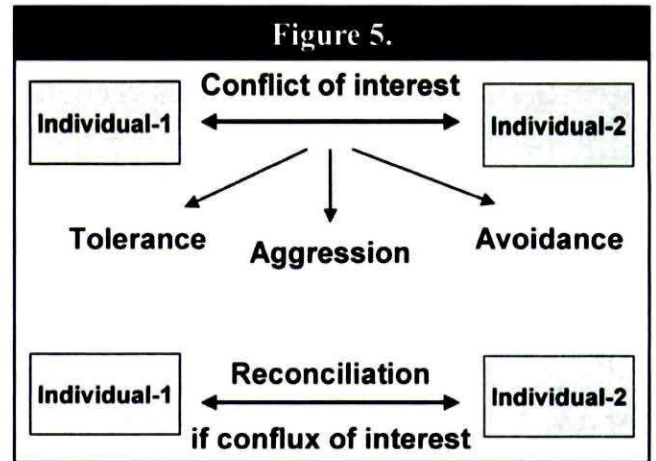 Figure 5.
Conflict of interest
Individual-1
Individual-2
Tolerance
Aggression
Avoidance
Individual-1
Reconciliation
Individual-2
if conflux of interest